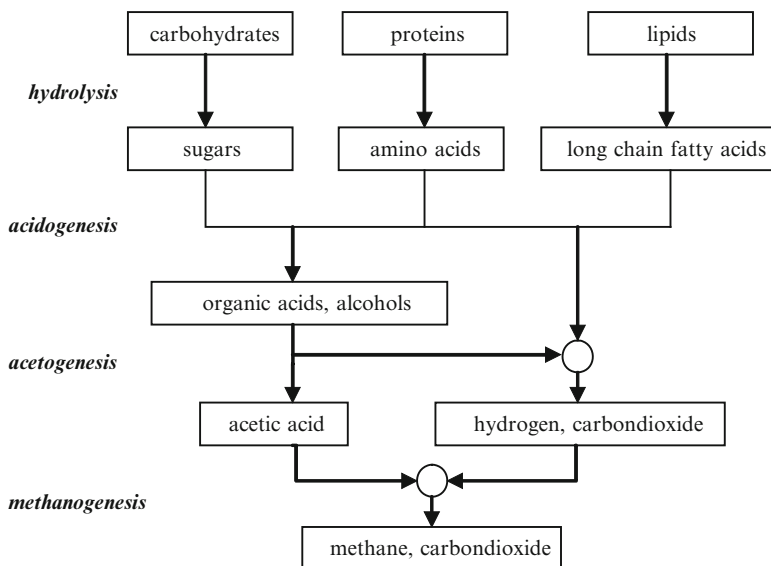 carbohydrates
proteins
lipids
hydrolysis
sugars
amino acids
long chain fatty acids
acidogenesis
organic acids, alcohols
acetogenesis
acetic acid
hydrogen, carbondioxide
methanogenesis
methane, carbondioxide